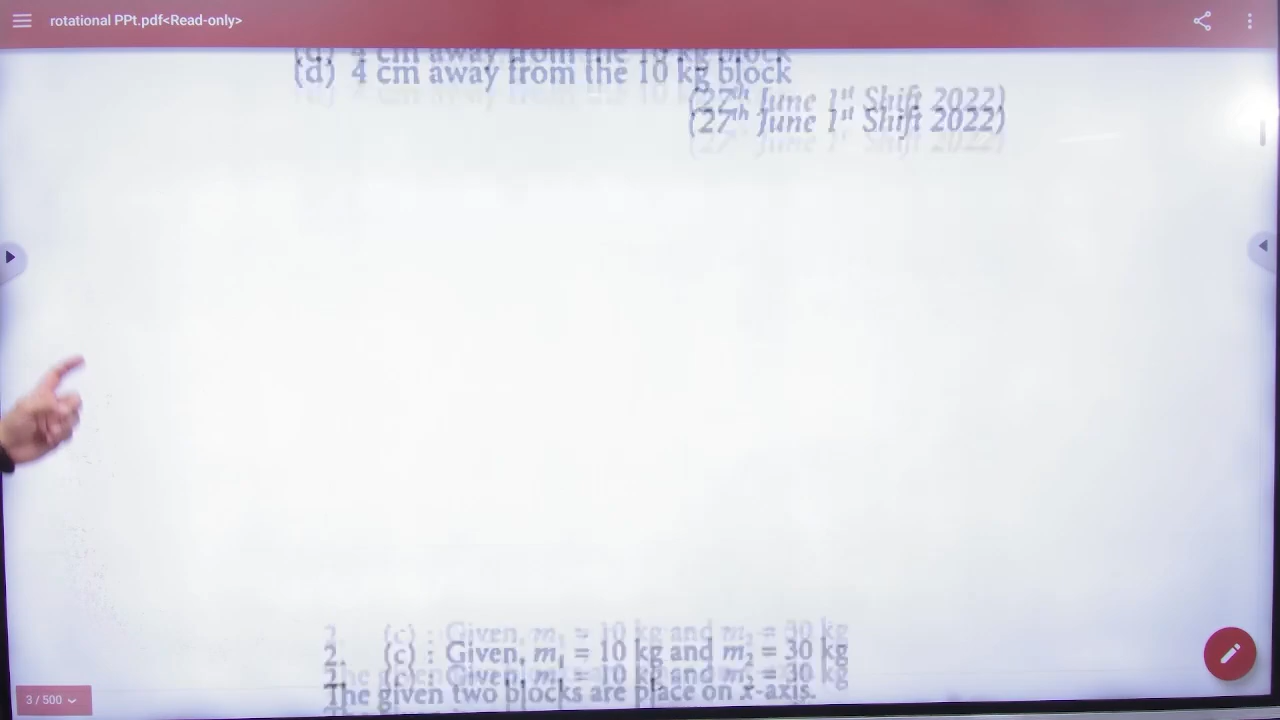 rotational PPt.pdf<Read-only>
(d) 4 cm away from the 10 kg block
(27th June 1st Shift 2022)
2. (c) : Given, m₁ = 10 kg and m₂ = 30 kg
The given two blocks are place on x-axis.
3 / 500